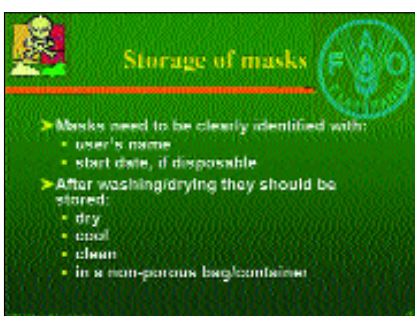 Storage of masks
F A O
➤Masks need to be clearly identified with:
• user's name
• start date, if disposable
➤After washing/drying they should be
stored:
• dry
• cool
• clean
• in a non-porous bag/container